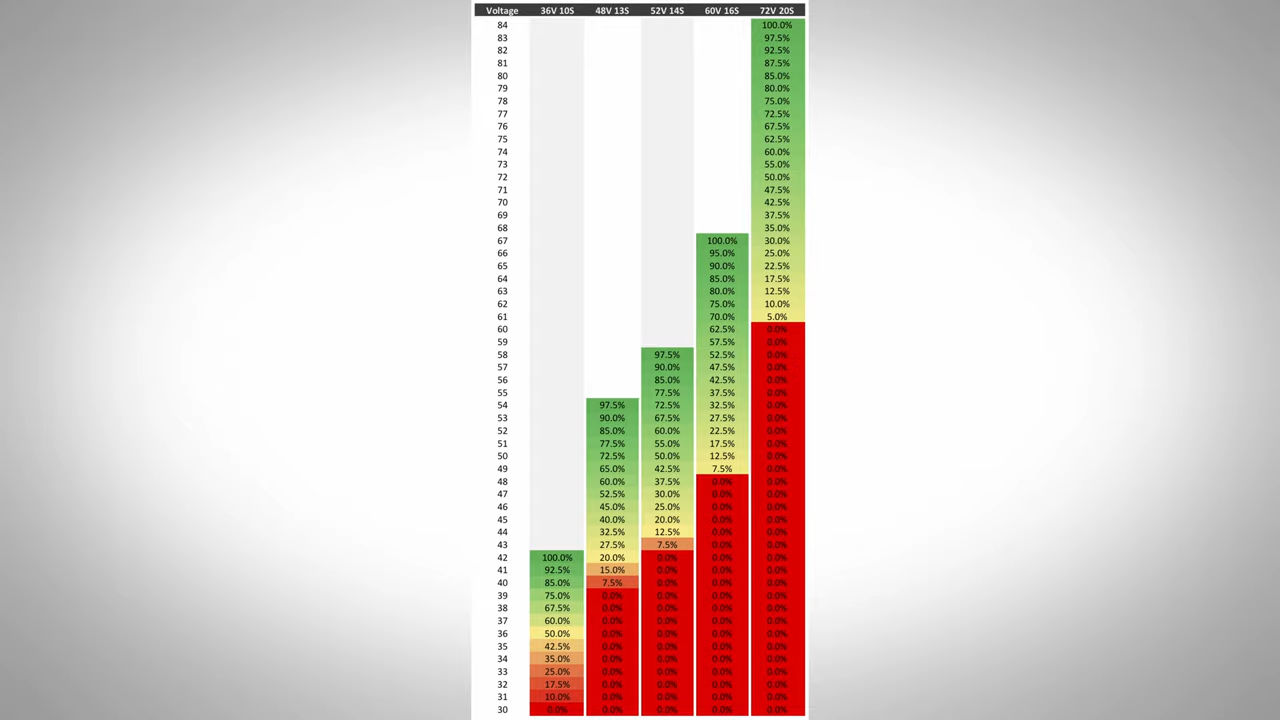 Voltage 36V 10S 48V 13S 52V 14S 60V 16S 72V 20S
84 100.0%
83 97.5%
82 92.5%
81 87.5%
80 85.0%
79 80.0%
78 75.0%
77 72.5%
76 67.5%
75 62.5%
74 60.0%
73 55.0%
72 50.0%
71 47.5%
70 42.5%
69 37.5%
68 35.0%
67 100.0% 30.0%
66 95.0% 25.0%
65 90.0% 22.5%
64 85.0% 17.5%
63 80.0% 12.5%
62 75.0% 10.0%
61 70.0% 5.0%
60 62.5% 0.0%
59 57.5% 0.0%
58 97.5% 52.5% 0.0%
57 90.0% 47.5% 0.0%
56 85.0% 42.5% 0.0%
55 77.5% 37.5% 0.0%
54 97.5% 72.5% 32.5% 0.0%
53 90.0% 67.5% 27.5% 0.0%
52 85.0% 60.0% 22.5% 0.0%
51 77.5% 55.0% 17.5% 0.0%
50 72.5% 50.0% 12.5% 0.0%
49 65.0% 42.5% 7.5% 0.0%
48 60.0% 37.5% 0.0% 0.0%
47 52.5% 30.0% 0.0% 0.0%
46 45.0% 25.0% 0.0% 0.0%
45 40.0% 20.0% 0.0% 0.0%
44 32.5% 12.5% 0.0% 0.0%
43 27.5% 7.5% 0.0% 0.0%
42 100.0% 20.0% 0.0% 0.0% 0.0%
41 92.5% 15.0% 0.0% 0.0% 0.0%
40 85.0% 7.5% 0.0% 0.0% 0.0%
39 75.0% 0.0% 0.0% 0.0% 0.0%
38 67.5% 0.0% 0.0% 0.0% 0.0%
37 60.0% 0.0% 0.0% 0.0% 0.0%
36 50.0% 0.0% 0.0% 0.0% 0.0%
35 42.5% 0.0% 0.0% 0.0% 0.0%
34 35.0% 0.0% 0.0% 0.0% 0.0%
33 25.0% 0.0% 0.0% 0.0% 0.0%
32 17.5% 0.0% 0.0% 0.0% 0.0%
31 10.0% 0.0% 0.0% 0.0% 0.0%
30 0.0% 0.0% 0.0% 0.0% 0.0%